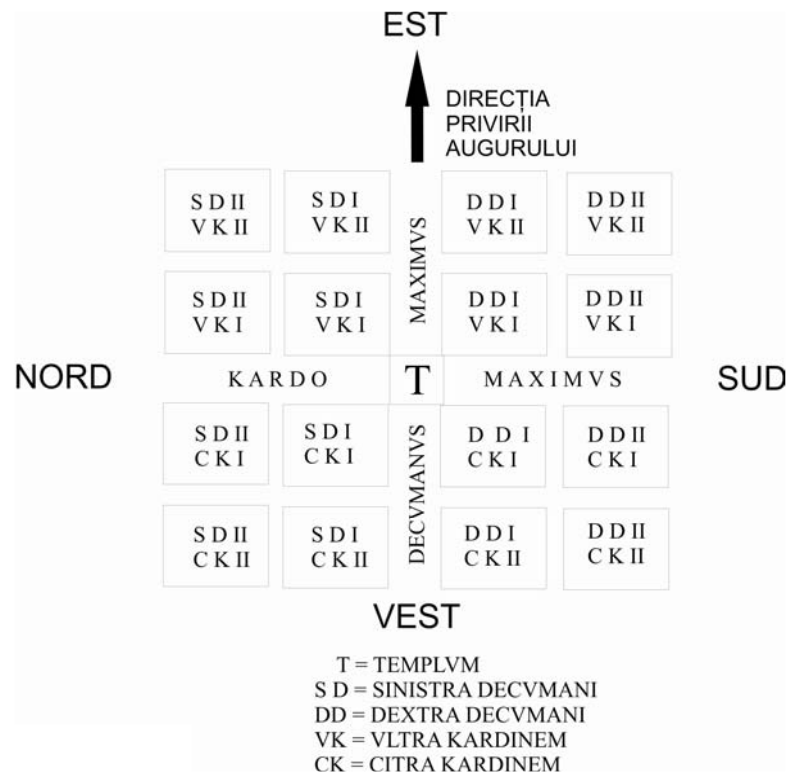 EST
DIRECȚIA
PRIVIRII
AUGURULUI
S D II
V K II
S D I
V K II
MAXIMVS
D D I
V K II
D D II
V K II
S D II
V K I
S D I
V K I
D D I
V K I
D D II
V K I
NORD
K A R D O
T
M A X I M V S
SUD
S D II
C K I
S D I
C K I
DECVMANVS
D D I
C K I
D D II
C K I
S D II
C K II
S D I
C K II
D D I
C K II
D D II
C K II
VEST
T = TEMPLVM
S D = SINISTRA DECVMANI
DD = DEXTRA DECVMANI
VK = VLTRA KARDINEM
CK = CITRA KARDINEM